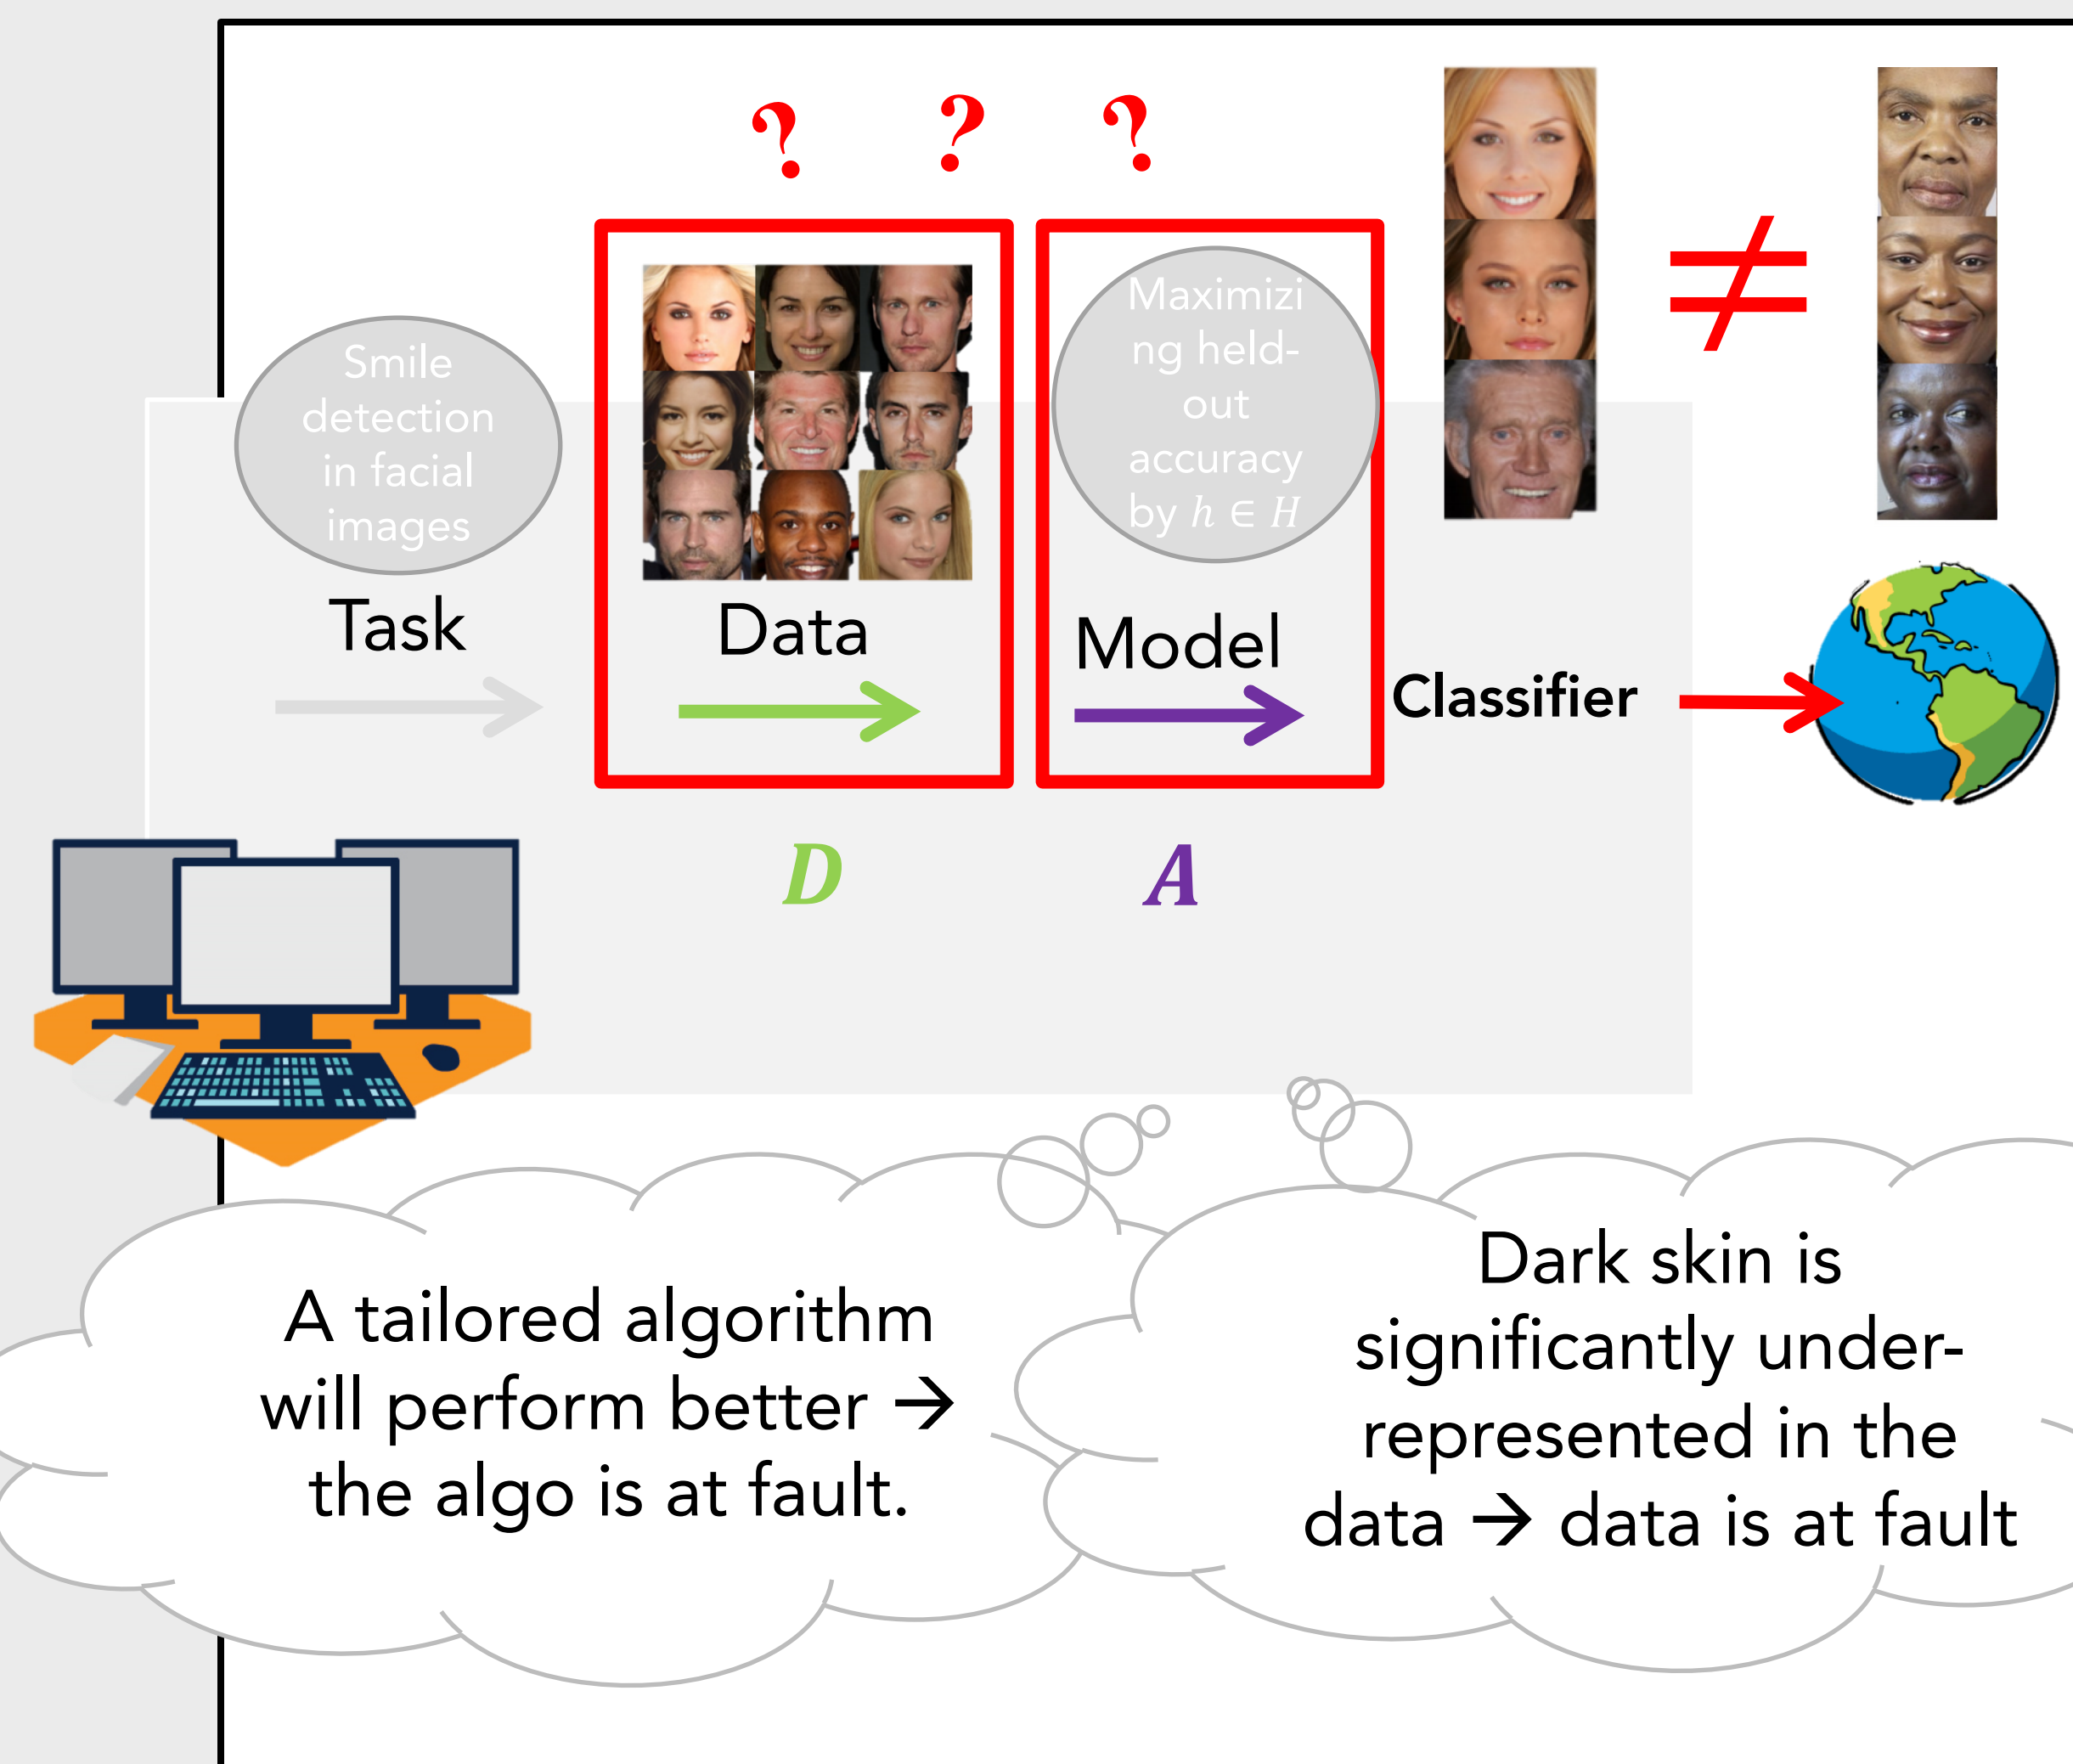 ? ? ?
≠
Smile
detection
in facial
images
Maximizi
ng held-
out
accuracy
by h ∈ H
Task
Data
Model
Classifier
D
A
A tailored algorithm
will perform better →
the algo is at fault.
Dark skin is
significantly under-
represented in the
data → data is at fault